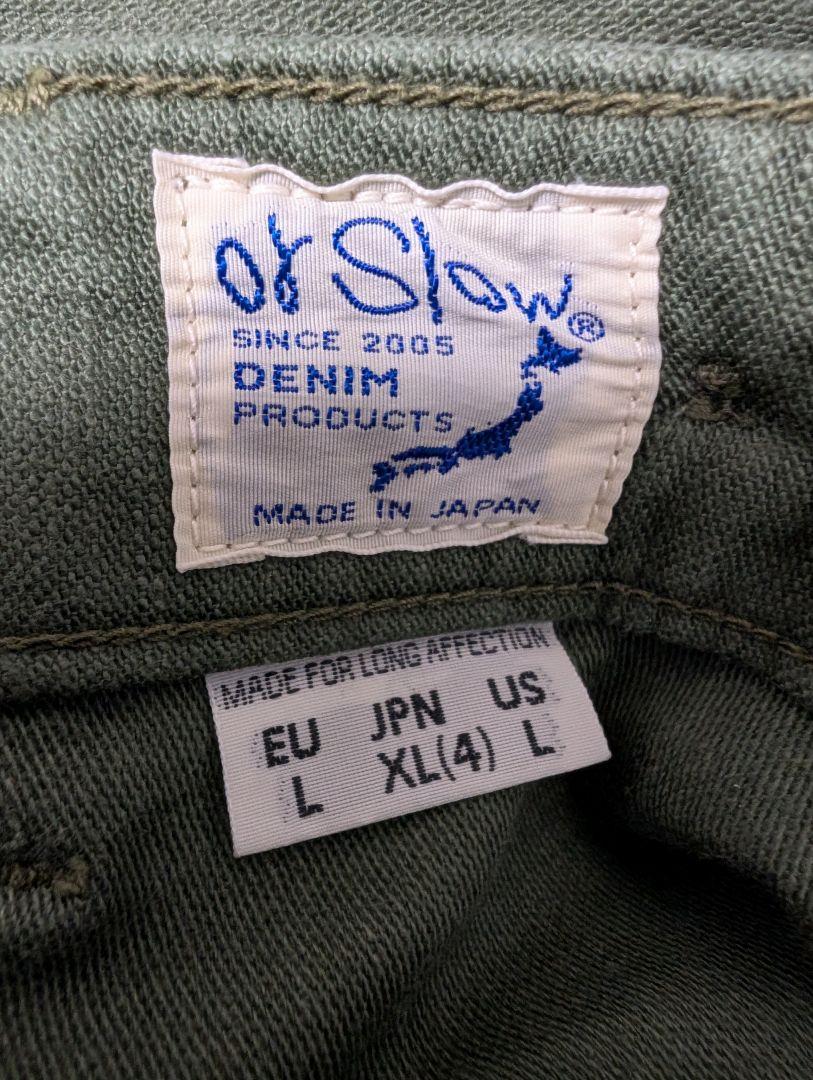 or Slow®
SINCE 2005
DENIM
PRODUCTS
MADE IN JAPAN
MADE FOR LONG AFFECTION
EU JPN US
L XL(4) L